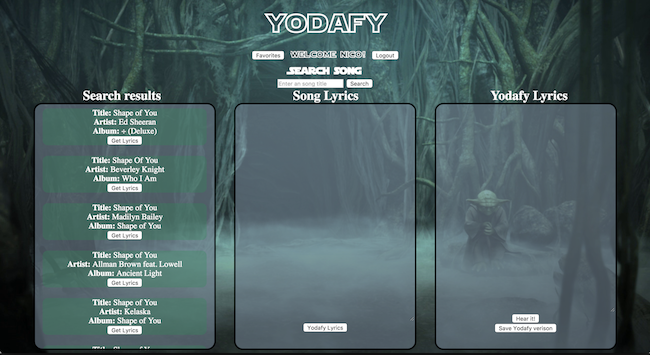 YODAFY
Favorites
WELCOME NICO!
Logout
SEARCH SONG
Enter an song title
Search
Search results
Title: Shape of You
Artist: Ed Sheeran
Album: ÷ (Deluxe)
Get Lyrics
Title: Shape Of You
Artist: Beverley Knight
Album: Who I Am
Get Lyrics
Title: Shape of You
Artist: Madilyn Bailey
Album: Shape of You
Get Lyrics
Title: Shape of You
Artist: Allman Brown feat. Lowell
Album: Ancient Light
Get Lyrics
Title: Shape of You
Artist: Kelaska
Album: Shape of You
Get Lyrics
Title: Shape of You
Song Lyrics
Yodafy Lyrics
Yodafy Lyrics
Hear It!
Save Yodafy verison